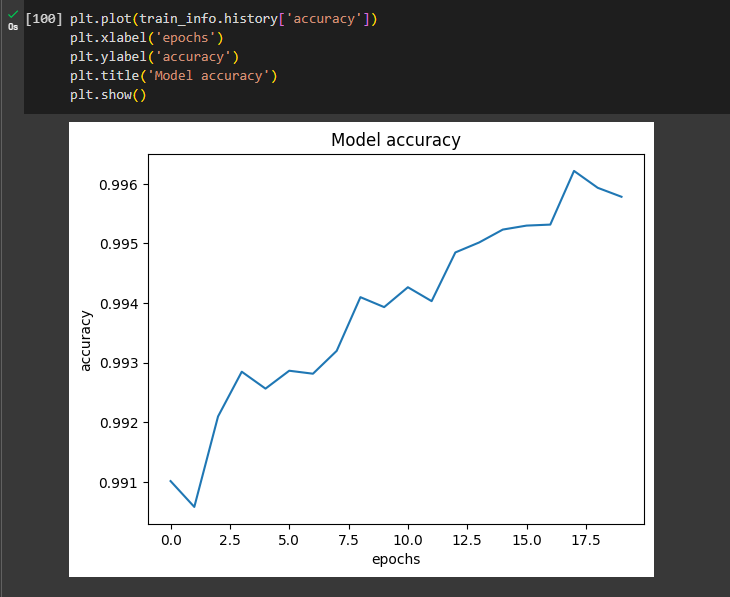 [100] plt.plot(train_info.history['accuracy'])
0s
plt.xlabel('epochs')
plt.ylabel('accuracy')
plt.title('Model accuracy')
plt.show()
Model accuracy
0.996
0.995
0.994
0.993
0.992
0.991
accuracy
0.0 2.5 5.0 7.5 10.0 12.5 15.0 17.5
epochs